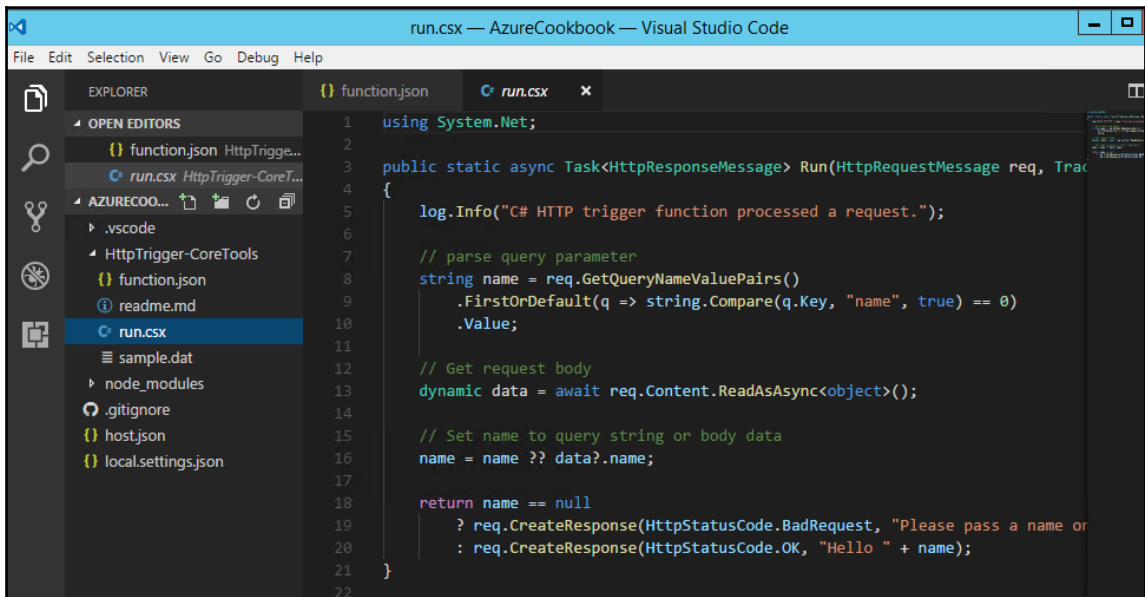 run.csx — AzureCookbook — Visual Studio Code
File Edit Selection View Go Debug Help
EXPLORER
OPEN EDITORS
{} function.json HttpTrigge...
C# run.csx HttpTrigger-CoreT...
AZURECOO...
.vscode
HttpTrigger-CoreTools
{} function.json
readme.md
C# run.csx
sample.dat
node_modules
.gitignore
{} host.json
{} local.settings.json
{} function.json C# run.csx ×
1 using System.Net;
2
3 public static async Task<HttpResponseMessage> Run(HttpRequestMessage req, Trac
4 {
5     log.Info("C# HTTP trigger function processed a request.");
6
7     // parse query parameter
8     string name = req.GetQueryNameValuePairs()
9         .FirstOrDefault(q => string.Compare(q.Key, "name", true) == 0)
10         .Value;
11
12     // Get request body
13     dynamic data = await req.Content.ReadAsAsync<object>();
14
15     // Set name to query string or body data
16     name = name ?? data?.name;
17
18     return name == null
19         ? req.CreateResponse(HttpStatusCode.BadRequest, "Please pass a name or
20         : req.CreateResponse(HttpStatusCode.OK, "Hello " + name);
21 }
22